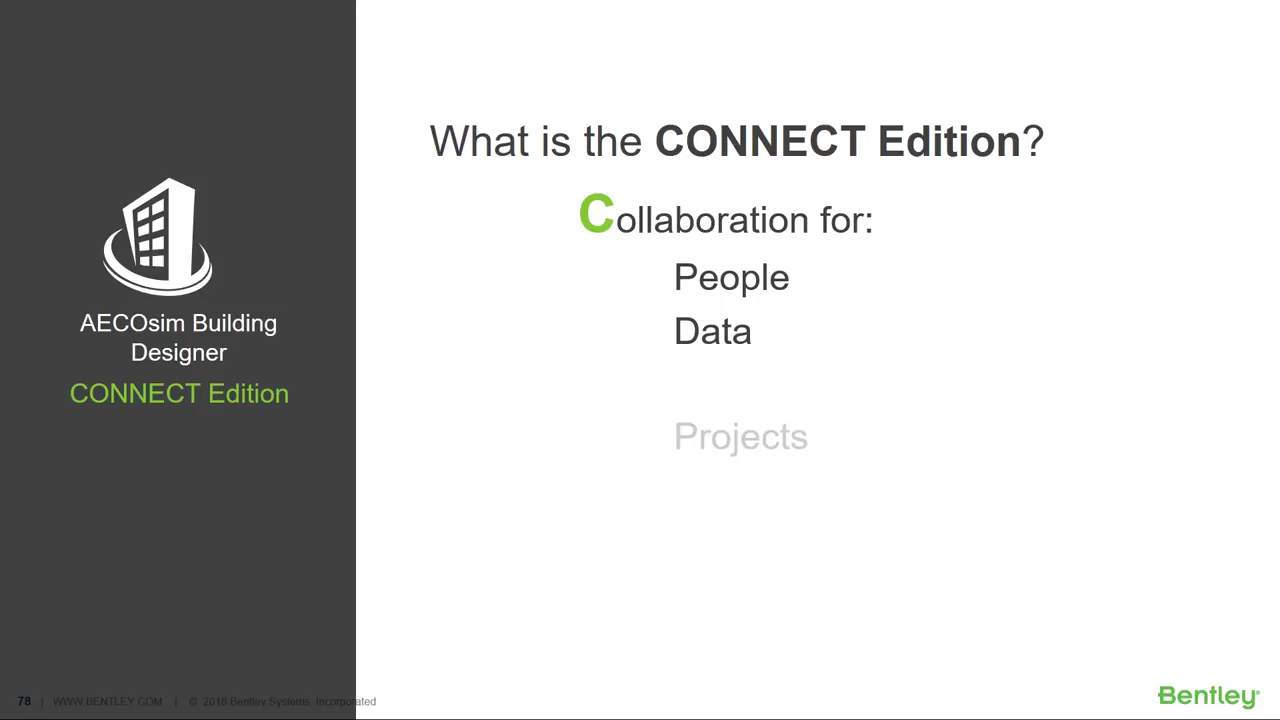 What is the CONNECT Edition?
Collaboration for:
People
Data
Projects
AECOsim Building
Designer
CONNECT Edition
78 | WWW.BENTLEY.COM | © 2018 Bentley Systems, Incorporated
Bentley®